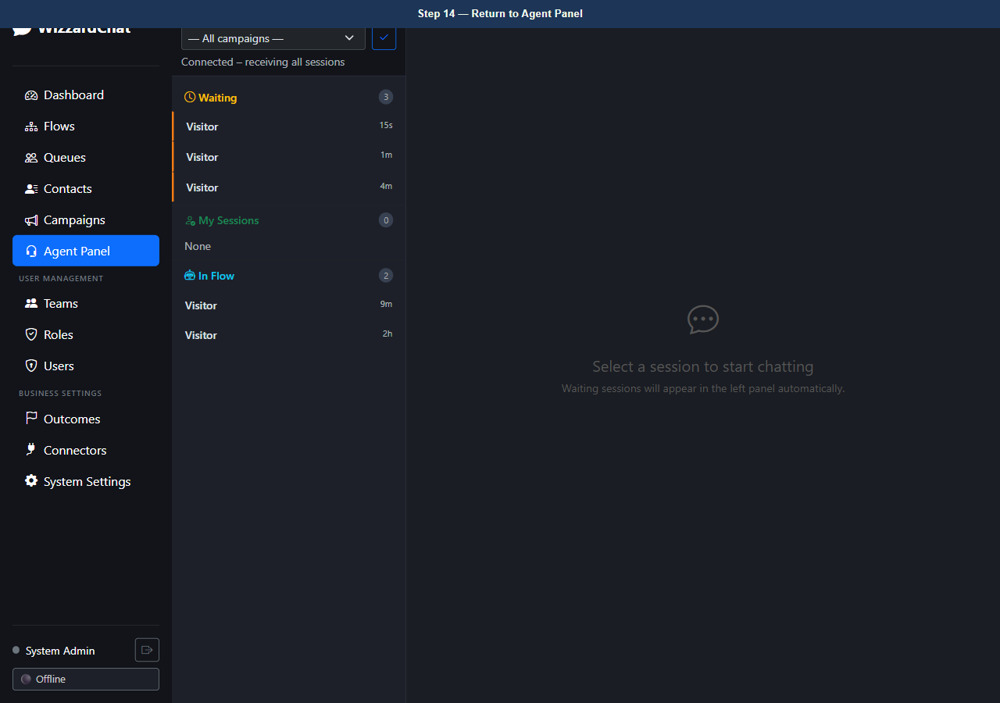 Step 14 — Return to Agent Panel
WizzardChat
Dashboard
Flows
Queues
Contacts
Campaigns
Agent Panel
USER MANAGEMENT
Teams
Roles
Users
BUSINESS SETTINGS
Outcomes
Connectors
System Settings
System Admin
Offline
— All campaigns —
Connected – receiving all sessions
Waiting 3
Visitor 15s
Visitor 1m
Visitor 4m
My Sessions 0
None
In Flow 2
Visitor 9m
Visitor 2h
Select a session to start chatting
Waiting sessions will appear in the left panel automatically.